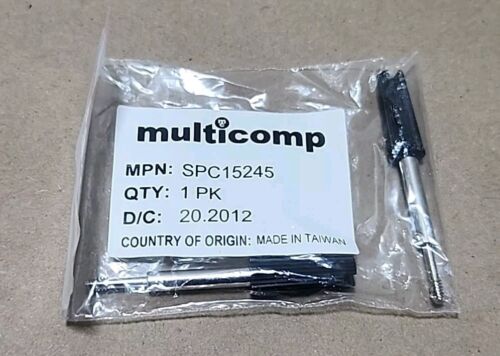 multicomp
MPN: SPC15245
QTY: 1 PK
D/C: 20.2012
COUNTRY OF ORIGIN: MADE IN TAIWAN